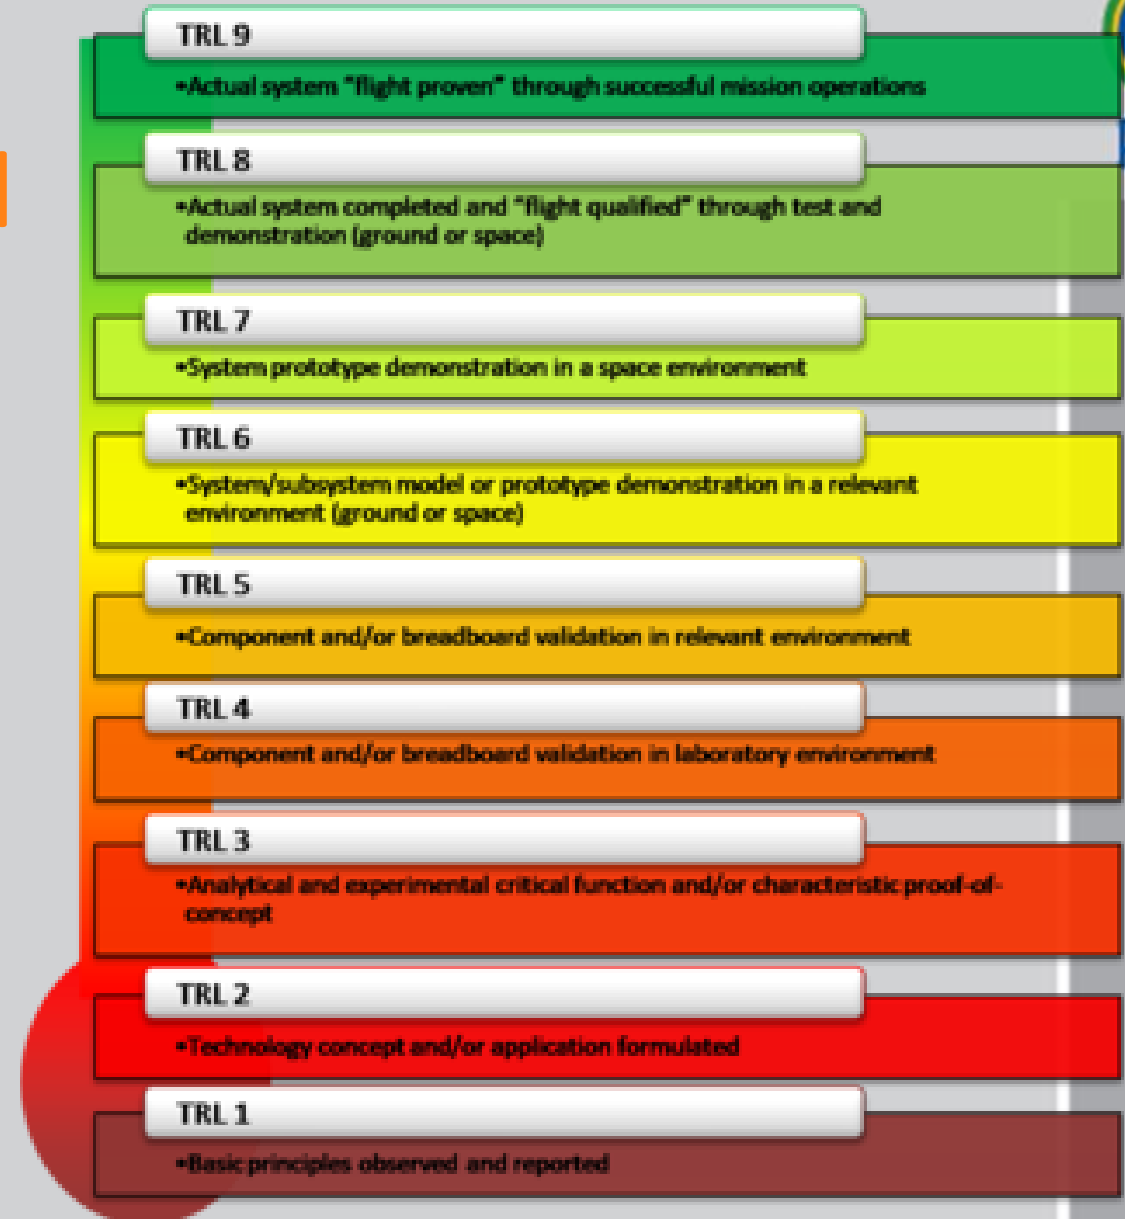 TRL 9
•Actual system "flight proven" through successful mission operations
TRL 8
•Actual system completed and "flight qualified" through test and
demonstration (ground or space)
TRL 7
•System prototype demonstration in a space environment
TRL 6
•System/subsystem model or prototype demonstration in a relevant
environment (ground or space)
TRL 5
•Component and/or breadboard validation in relevant environment
TRL 4
•Component and/or breadboard validation in laboratory environment
TRL 3
•Analytical and experimental critical function and/or characteristic proof-of-
concept
TRL 2
•Technology concept and/or application formulated
TRL 1
•Basic principles observed and reported